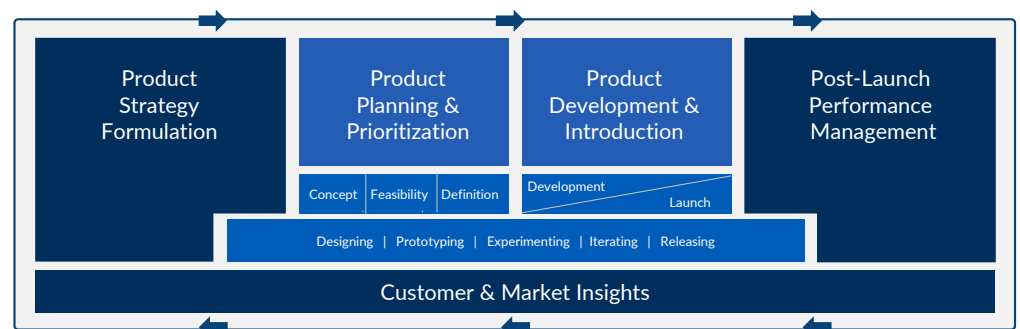 Product
Strategy
Formulation
Product
Planning &
Prioritization
Product
Development &
Introduction
Post-Launch
Performance
Management
Concept
Feasibility
Definition
Development
Launch
Designing | Prototyping | Experimenting | Iterating | Releasing
Customer & Market Insights